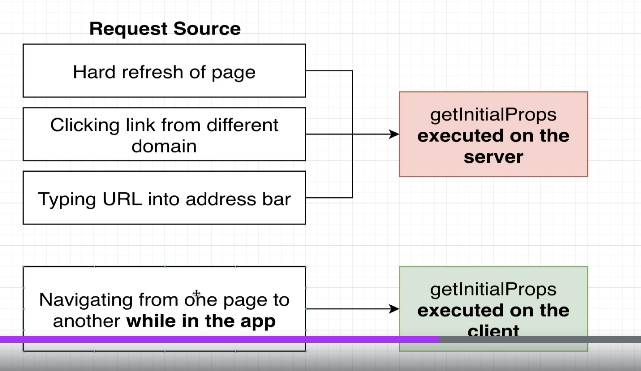 Request Source
Hard refresh of page
Clicking link from different
domain
Typing URL into address bar
getInitialProps
executed on the
server
Navigating from one page to
another while in the app
getInitialProps
executed on the
client